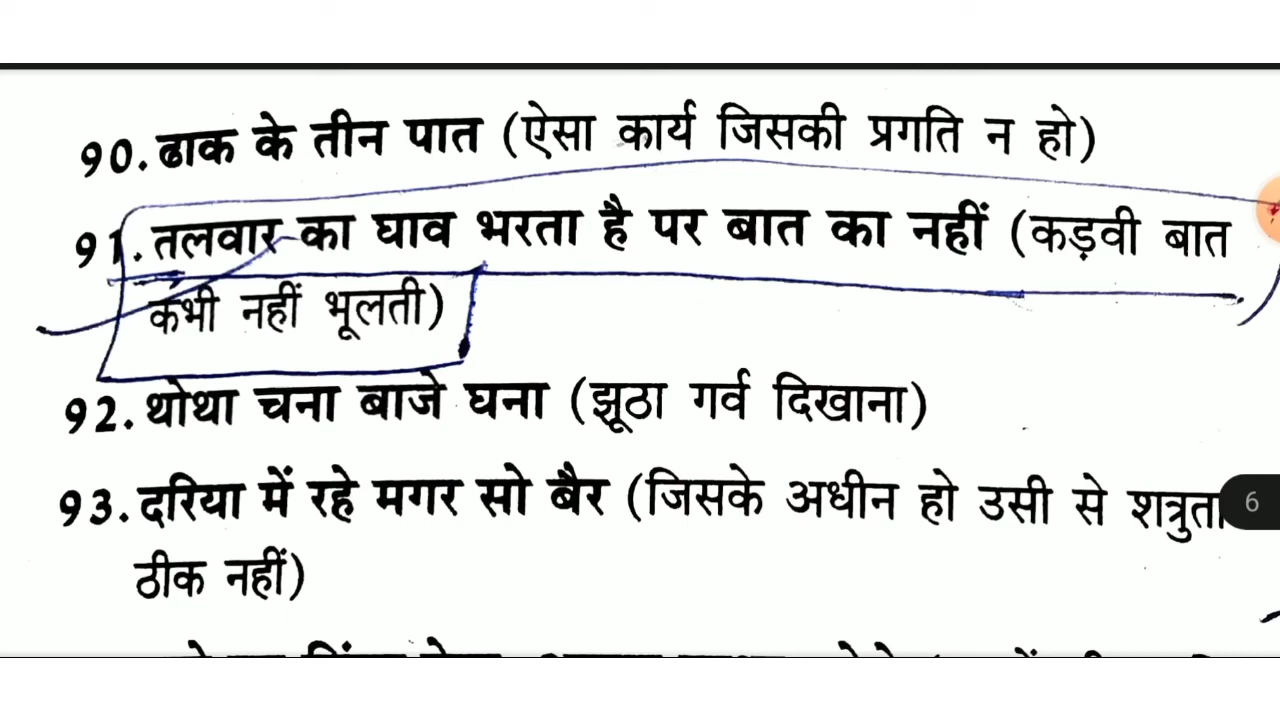 90. ढाक के तीन पात (ऐसा कार्य जिसकी प्रगति न हो)
91. तलवार का घाव भरता है पर बात का नहीं (कड़वी बात
कभी नहीं भूलती)
92. थोथा चना बाजे घना (झूठा गर्व दिखाना)
93. दरिया में रहे मगर सो बैर (जिसके अधीन हो उसी से शत्रुता
6
ठीक नहीं)